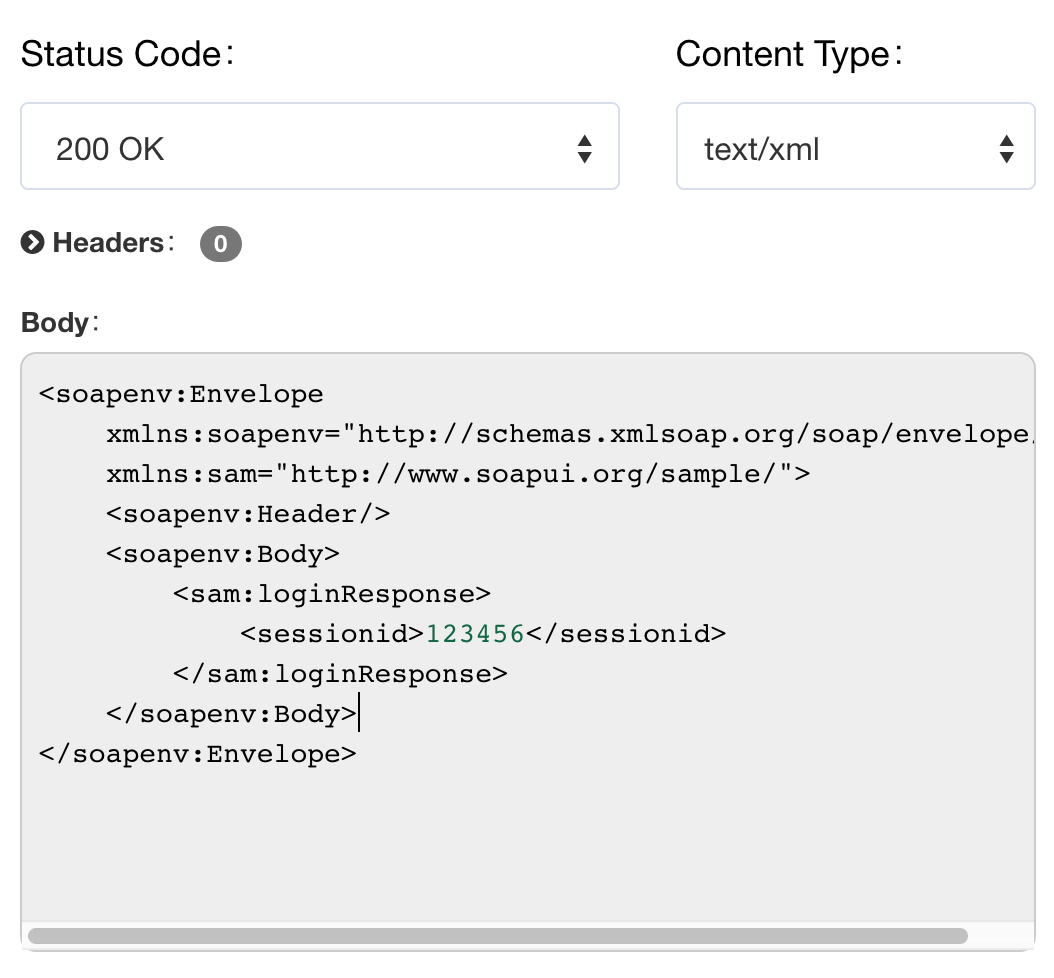 Status Code:
Content Type:
200 OK
text/xml
Headers: 0
Body:
<soapenv:Envelope
    xmlns:soapenv="http://schemas.xmlsoap.org/soap/envelope/
    xmlns:sam="http://www.soapui.org/sample/">
    <soapenv:Header/>
    <soapenv:Body>
        <sam:loginResponse>
            <sessionid>123456</sessionid>
        </sam:loginResponse>
    </soapenv:Body>
</soapenv:Envelope>